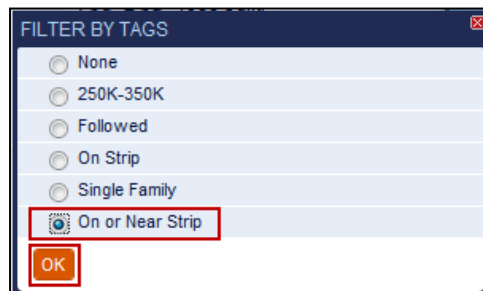 FILTER BY TAGS
None
250K-350K
Followed
On Strip
Single Family
On or Near Strip
OK